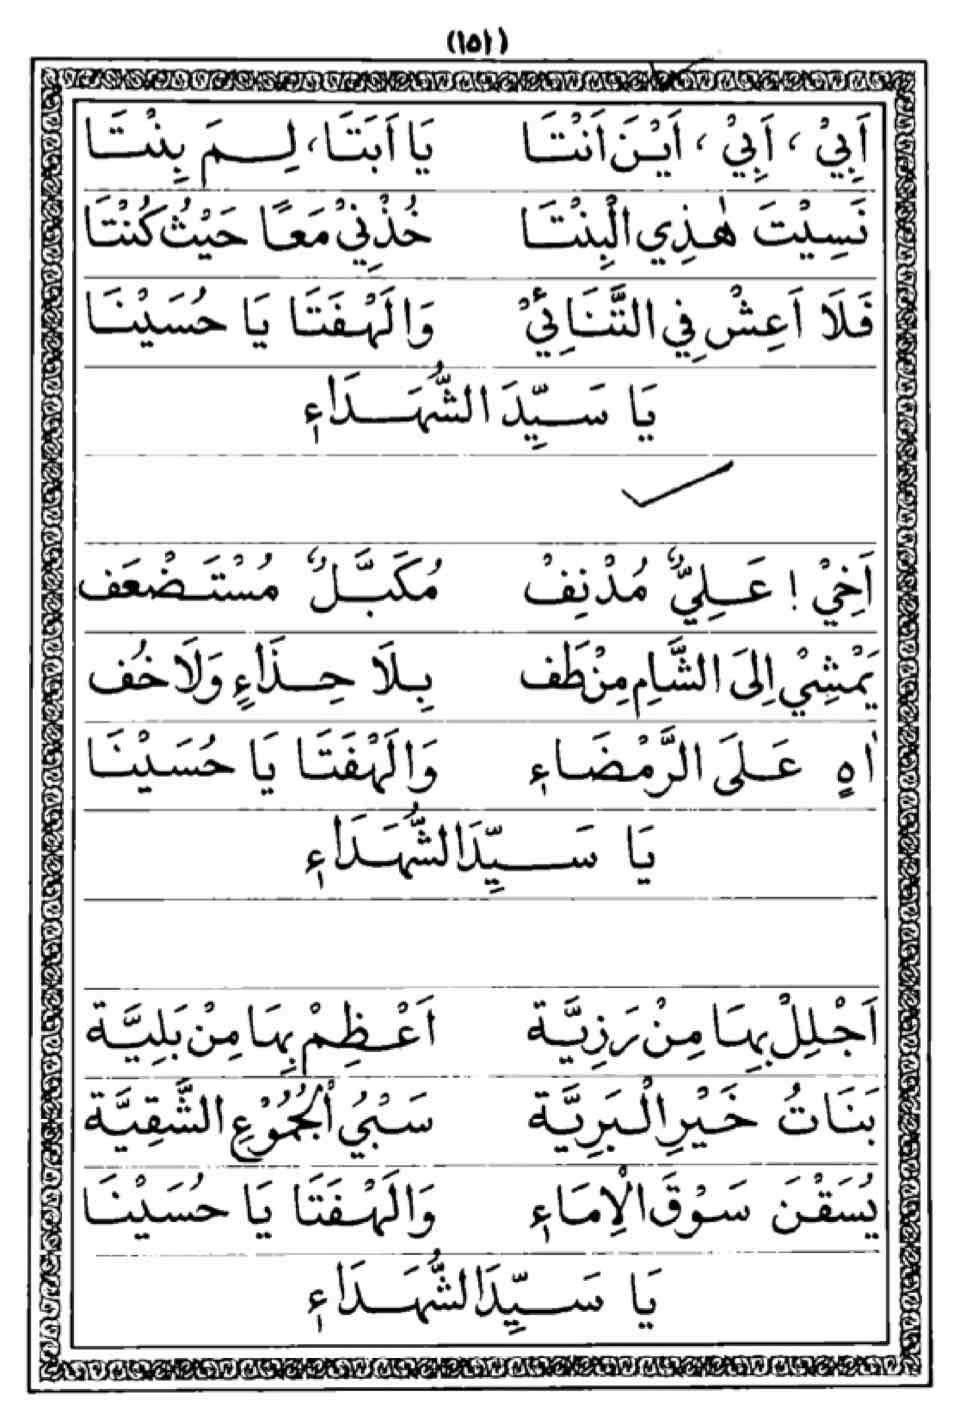 (١٥١)
اَبِيْ ، اَبِيْ ، اَيْنَ اَنْتَا يَا اَبَتَا، لِمَ بِنْتَا
نَسِيْتَ هٰذِي الْبِنْتَا خُذْنِيْ مَعًا حَيْثُ كُنْتَا
فَلَا اَعِشْ فِي التَّنَائِيْ وَالَهْفَتَا يَا حُسَيْنَا
يَا سَيِّدَ الشُّهَدَاءِ
اَخِيْ ! عَلِيٌّ مُدْنِفْ مُكَبَّلٌ مُسْتَضْعَفْ
يَمْشِيْ اِلَى الشَّامِ مِنْ طَف بِلَا حِذَاءٍ وَلَا خُف
اٰهٍ عَلَى الرَّمْضَاءِ وَالَهْفَتَا يَا حُسَيْنَا
يَا سَيِّدَ الشُّهَدَاءِ
اَجْلِلْ بِهَا مِنْ رَزِيَّة اَعْظِمْ بِهَا مِنْ بَلِيَّة
بَنَاتُ خَيْرِ الْبَرِيَّة سَبْيُ الْجُمُوْعِ الشَّقِيَّة
يُسَقْنَ سَوْقَ الْاِمَاءِ وَالَهْفَتَا يَا حُسَيْنَا
يَا سَيِّدَ الشُّهَدَاءِ